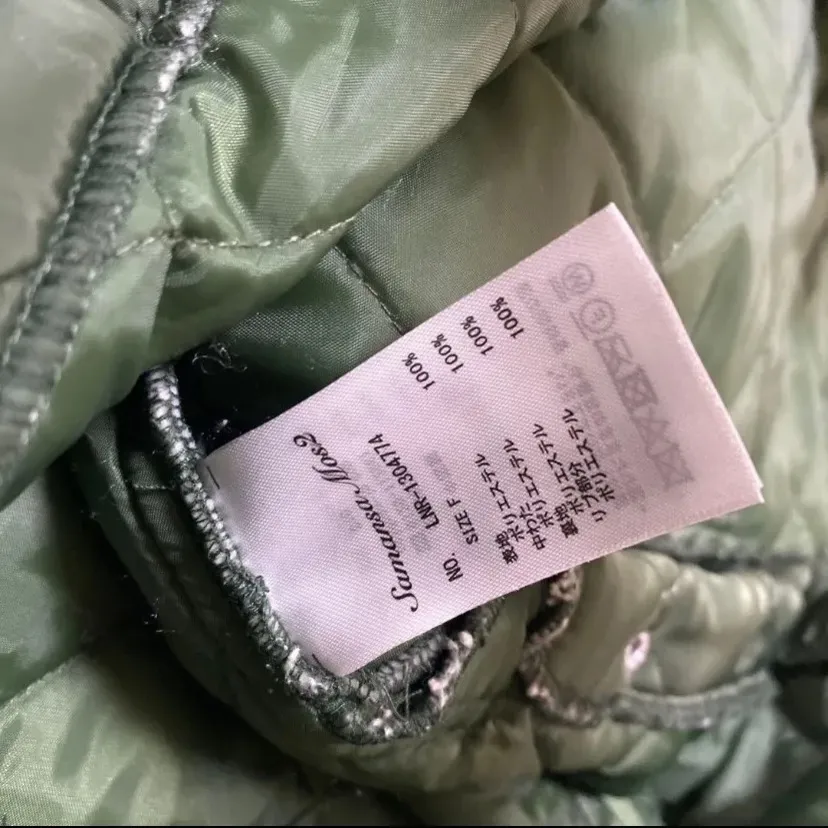 Samansa Mos2
NO. LNR-1304774
SIZE F
表地
ポリエステル 100%
中わた
ポリエステル 100%
裏地
ポリエステル 100%
リブ部分
ポリエステル 100%